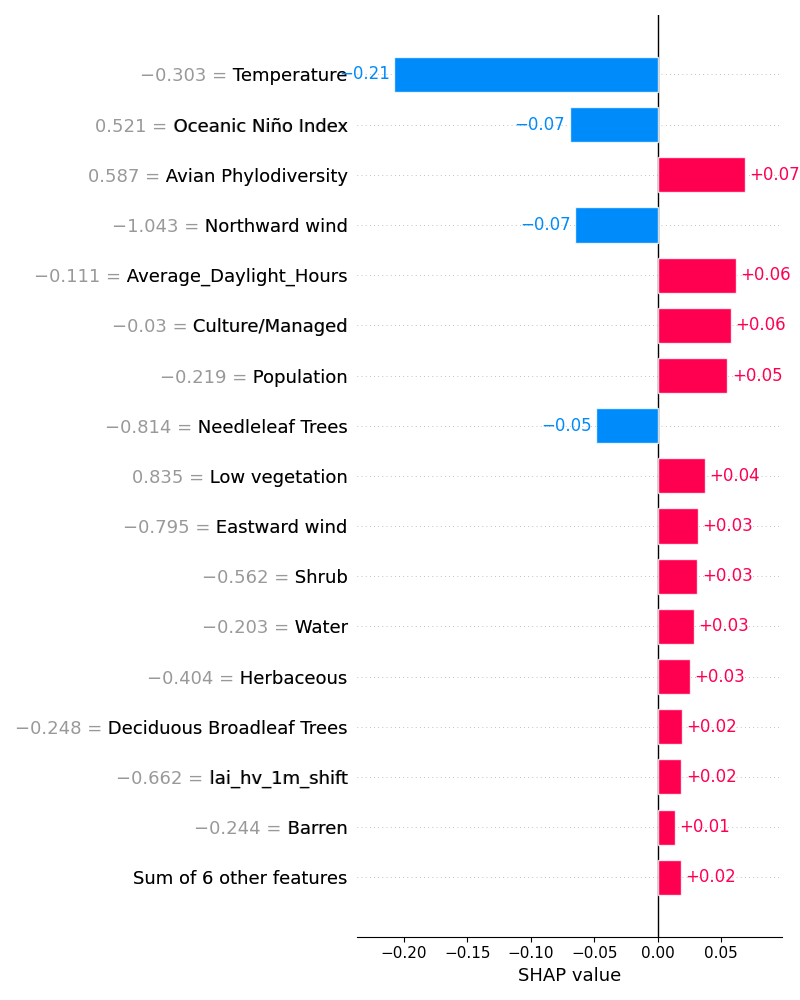 −0.303 = Temperature −0.21
0.521 = Oceanic Niño Index −0.07
0.587 = Avian Phylodiversity +0.07
−1.043 = Northward wind −0.07
−0.111 = Average_Daylight_Hours +0.06
−0.03 = Culture/Managed +0.06
−0.219 = Population +0.05
−0.814 = Needleleaf Trees −0.05
0.835 = Low vegetation +0.04
−0.795 = Eastward wind +0.03
−0.562 = Shrub +0.03
−0.203 = Water +0.03
−0.404 = Herbaceous +0.03
−0.248 = Deciduous Broadleaf Trees +0.02
−0.662 = lai_hv_1m_shift +0.02
−0.244 = Barren +0.01
Sum of 6 other features +0.02
−0.20 −0.15 −0.10 −0.05 0.00 0.05
SHAP value